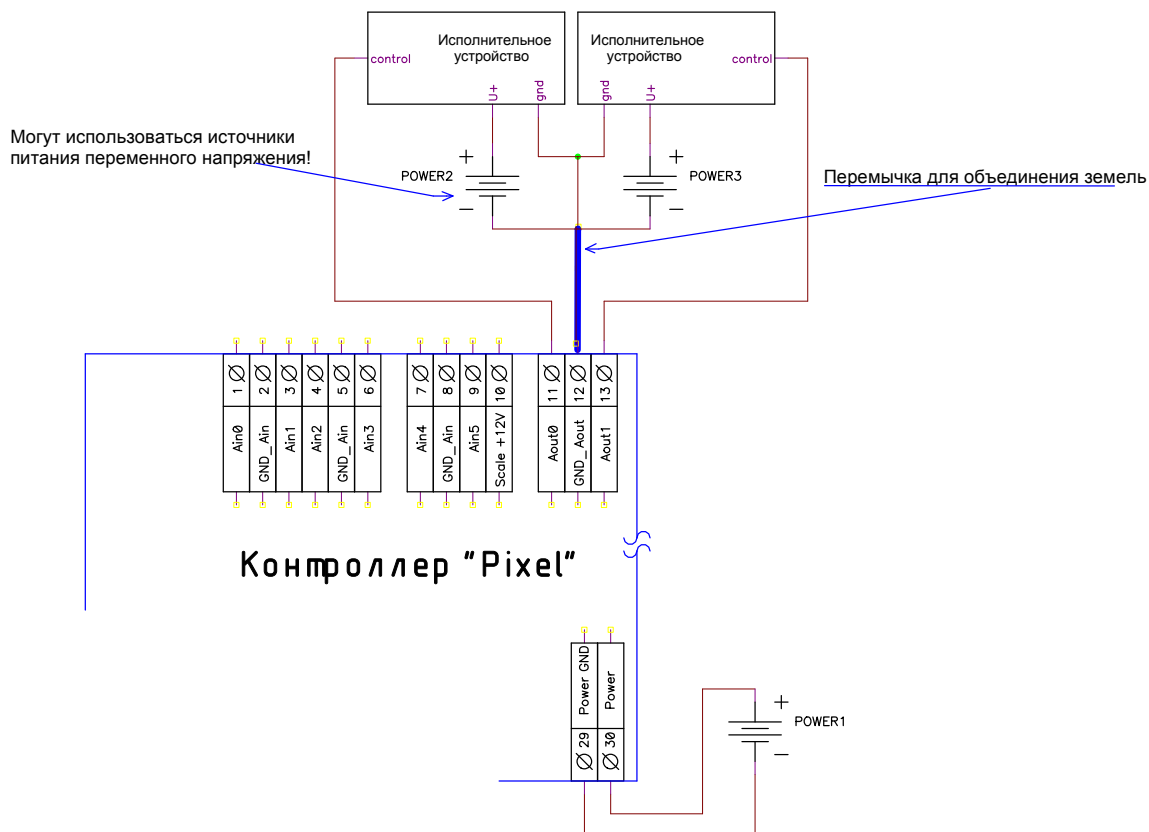 Исполнительное
устройство
control
U+
gnd
Исполнительное
устройство
control
gnd
U+
Могут использоваться источники
питания переменного напряжения!
+
POWER2
−
+
POWER3
−
Перемычка для объединения земель
1 2 3 4 5 6 7 8 9 10 11 12 13
Ain0
GND_Ain
Ain1
Ain2
GND_Ain
Ain3
Ain4
GND_Ain
Ain5
Scale +12V
Aout0
GND_Aout
Aout1
Контроллер "Pixel"
Power GND
Power
29 30
+
POWER1
−